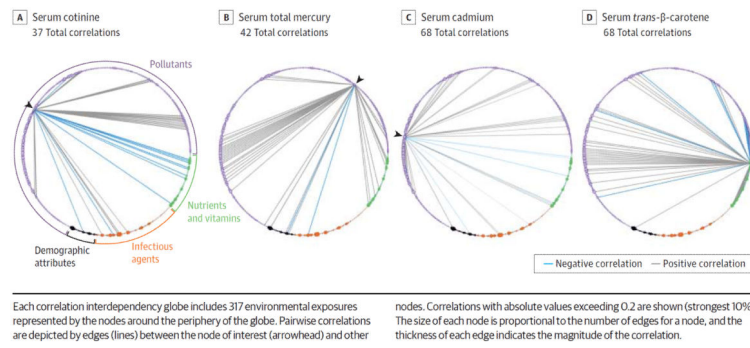 A Serum cotinine
37 Total correlations
B Serum total mercury
42 Total correlations
C Serum cadmium
68 Total correlations
D Serum trans-β-carotene
68 Total correlations
Pollutants
Nutrients
and vitamins
Infectious
agents
Demographic
attributes
Negative correlation
Positive correlation
Each correlation interdependency globe includes 317 environmental exposures
represented by the nodes around the periphery of the globe. Pairwise correlations
are depicted by edges (lines) between the node of interest (arrowhead) and other
nodes. Correlations with absolute values exceeding 0.2 are shown (strongest 10%
The size of each node is proportional to the number of edges for a node, and the
thickness of each edge indicates the magnitude of the correlation.